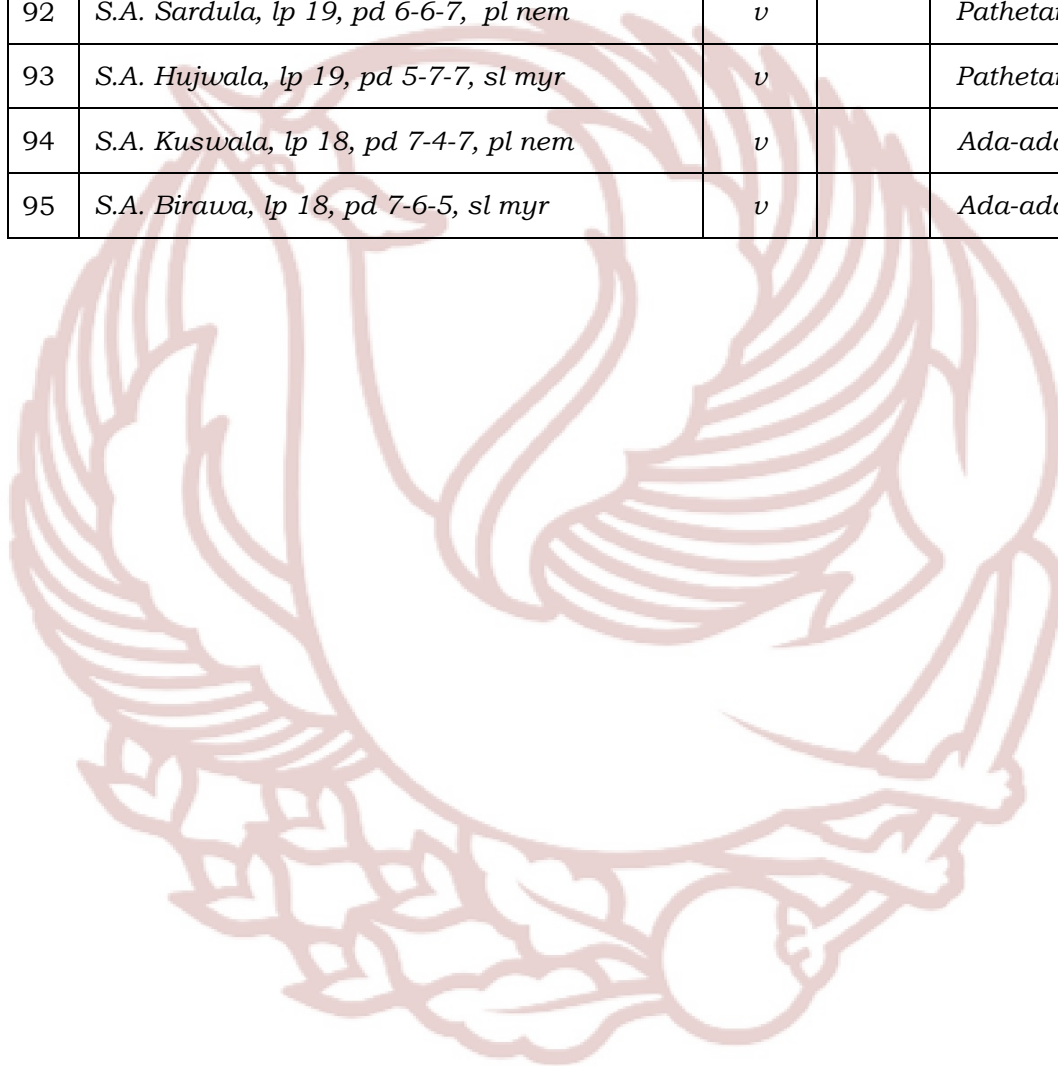 92 S.A. Sardula, lp 19, pd 6-6-7, pl nem v
93 S.A. Hujwala, lp 19, pd 5-7-7, sl myr v
94 S.A. Kuswala, lp 18, pd 7-4-7, pl nem v
95 S.A. Birawa, lp 18, pd 7-6-5, sl myr v